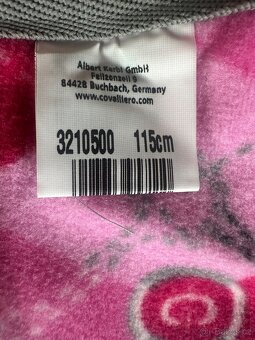 Albert Kerbl GmbH
Felizenzell 9
84428 Buchbach, Germany
www.covalliero.com
3210500 115cm